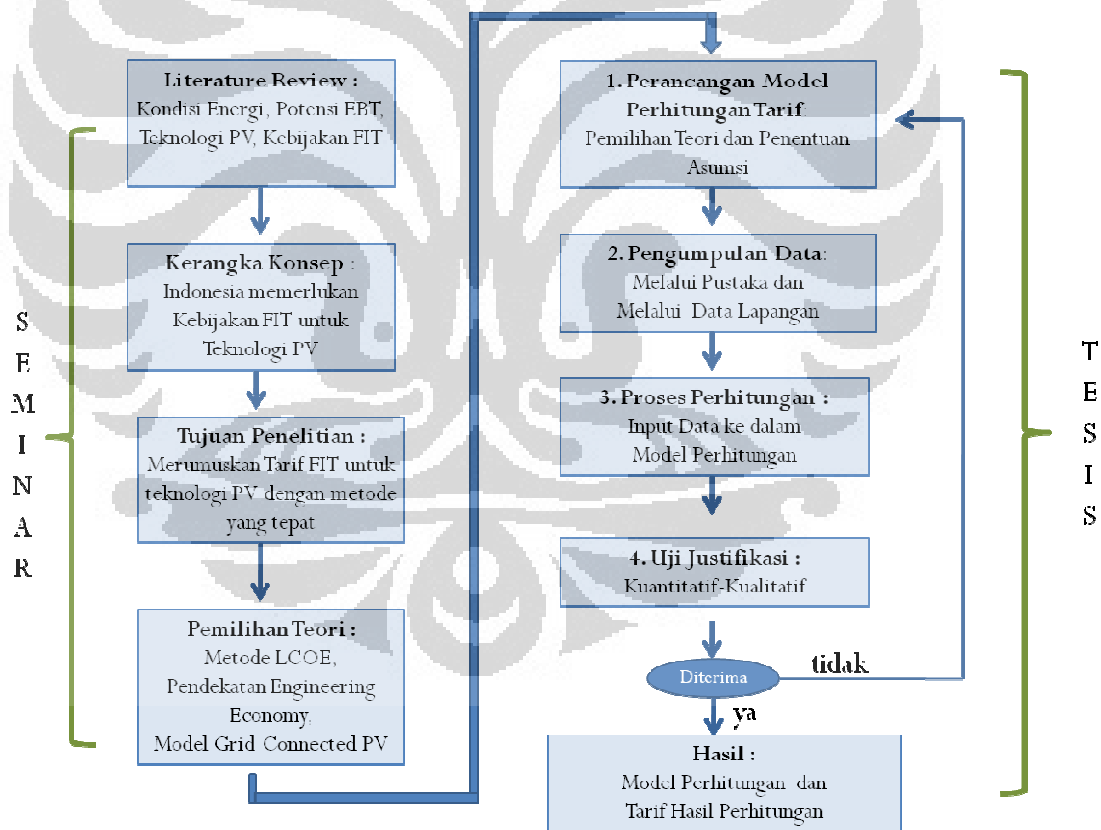 SEMINAR
Literature Review :
Kondisi Energi, Potensi EBT,
Teknologi PV, Kebijakan FIT
Kerangka Konsep :
Indonesia memerlukan
Kebijakan FIT untuk
Teknologi PV
Tujuan Penelitian :
Merumuskan Tarif FIT untuk
teknologi PV dengan metode
yang tepat
Pemilihan Teori :
Metode LCOE,
Pendekatan Engineering
Economy,
Model Grid Connected PV
1. Perancangan Model
Perhitungan Tarif:
Pemilihan Teori dan Penentuan
Asumsi
2. Pengumpulan Data:
Melalui Pustaka dan
Melalui Data Lapangan
3. Proses Perhitungan :
Input Data ke dalam
Model Perhitungan
4. Uji Justifikasi :
Kuantitatif-Kualitatif
Diterima
tidak
ya
Hasil :
Model Perhitungan dan
Tarif Hasil Perhitungan
TESIS